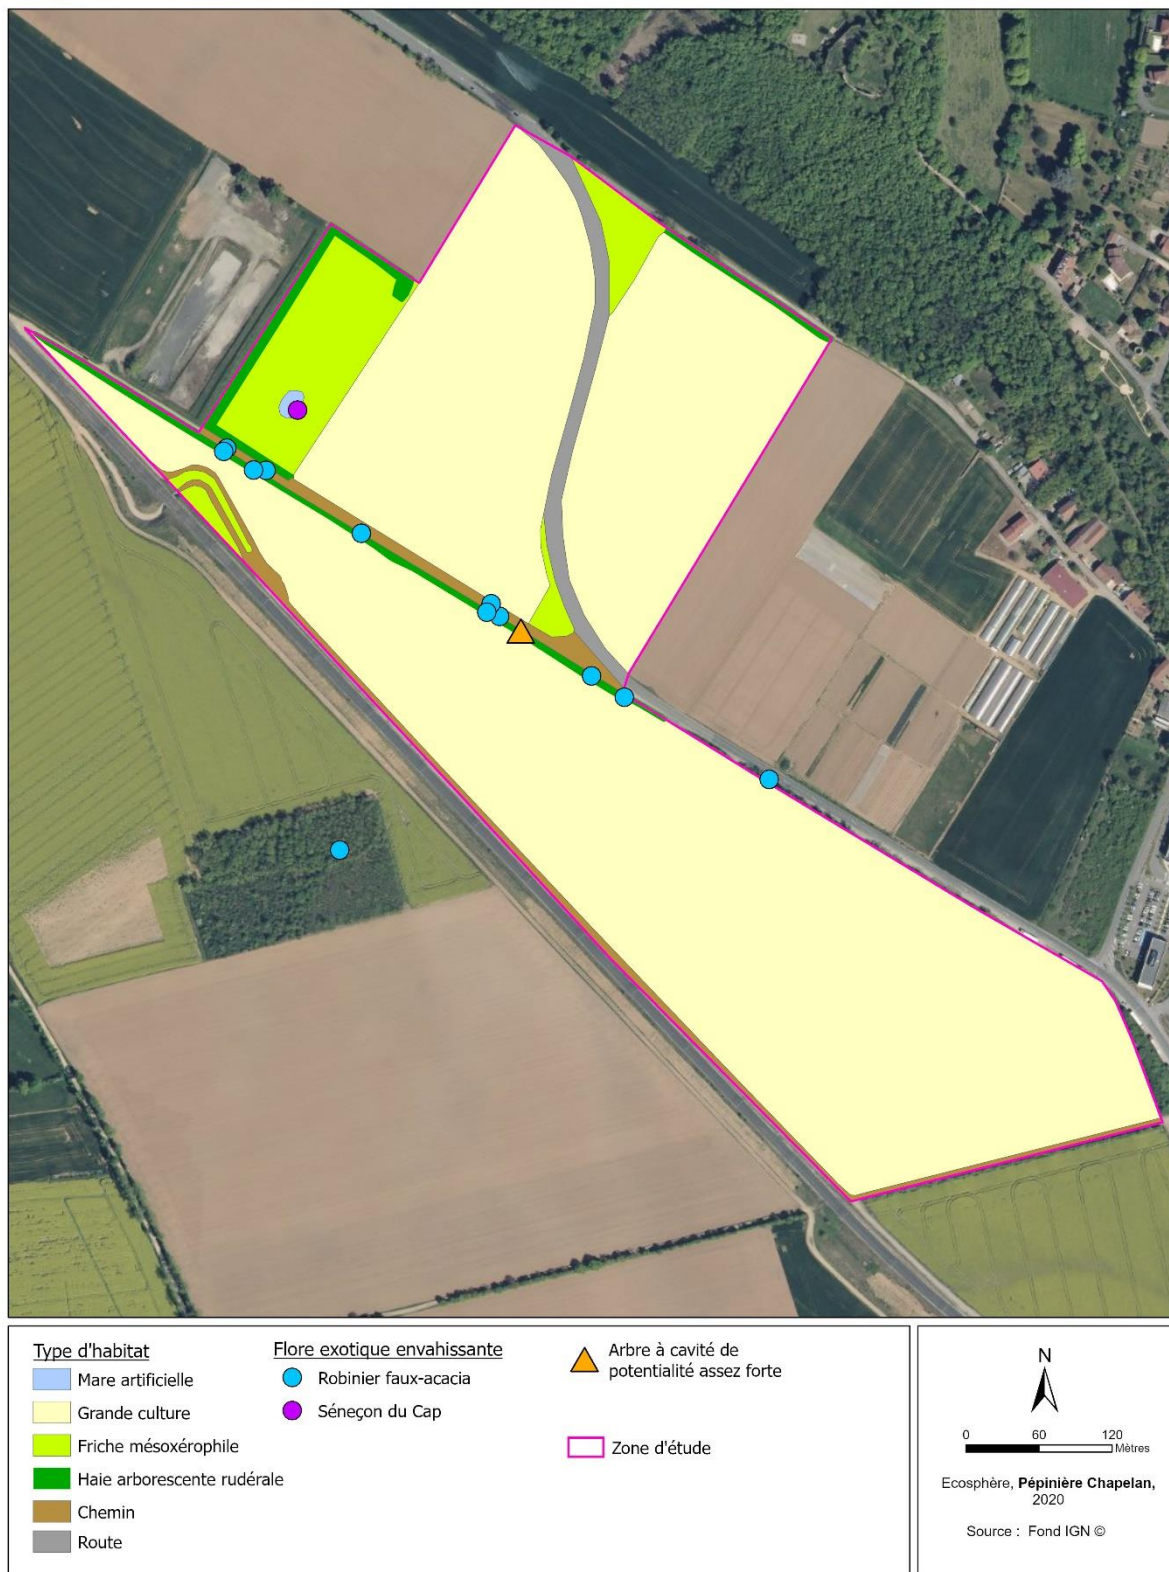 Type d'habitat
Mare artificielle
Grande culture
Friche mésoxérophile
Haie arborescente rudérale
Chemin
Route
Flore exotique envahissante
Robinier faux-acacia
Séneçon du Cap
Arbre à cavité de
potentialité assez forte
Zone d'étude
N
0 60 120
Mètres
Ecosphère, Pépinière Chapelan,
2020
Source : Fond IGN ©